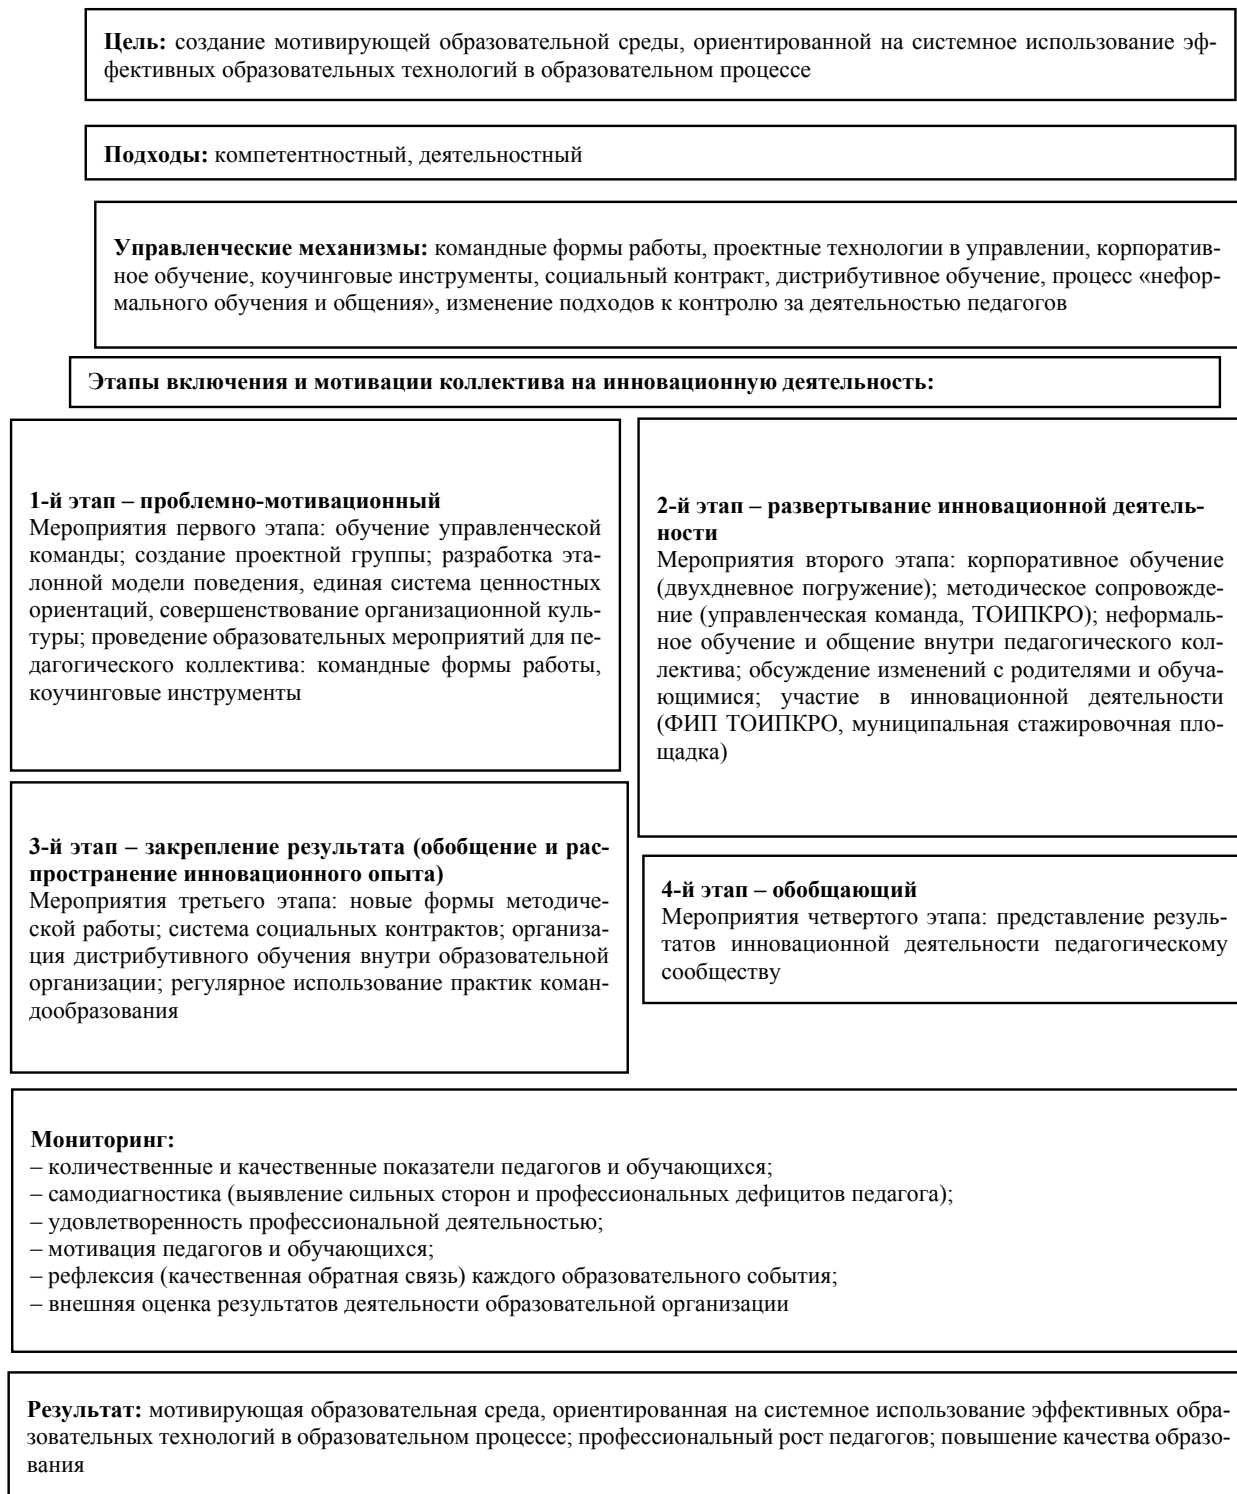 Цель: создание мотивирующей образовательной среды, ориентированной на системное использование эф-
фективных образовательных технологий в образовательном процессе
Подходы: компетентностный, деятельностный
Управленческие механизмы: командные формы работы, проектные технологии в управлении, корпоратив-
ное обучение, коучинговые инструменты, социальный контракт, дистрибутивное обучение, процесс «нефор-
мального обучения и общения», изменение подходов к контролю за деятельностью педагогов
Этапы включения и мотивации коллектива на инновационную деятельность:
1-й этап – проблемно-мотивационный
Мероприятия первого этапа: обучение управленческой
команды; создание проектной группы; разработка эта-
лонной модели поведения, единая система ценностных
ориентаций, совершенствование организационной куль-
туры; проведение образовательных мероприятий для пе-
дагогического коллектива: командные формы работы,
коучинговые инструменты
2-й этап – развертывание инновационной деятель-
ности
Мероприятия второго этапа: корпоративное обучение
(двухдневное погружение); методическое сопровожде-
ние (управленческая команда, ТОИПКРО); неформаль-
ное обучение и общение внутри педагогического кол-
лектива; обсуждение изменений с родителями и обуча-
ющимися; участие в инновационной деятельности
(ФИП ТОИПКРО, муниципальная стажировочная пло-
щадка)
3-й этап – закрепление результата (обобщение и рас-
пространение инновационного опыта)
Мероприятия третьего этапа: новые формы методиче-
ской работы; система социальных контрактов; организа-
ция дистрибутивного обучения внутри образовательной
организации; регулярное использование практик коман-
дообразования
4-й этап – обобщающий
Мероприятия четвертого этапа: представление резуль-
татов инновационной деятельности педагогическому
сообществу
Мониторинг:
– количественные и качественные показатели педагогов и обучающихся;
– самодиагностика (выявление сильных сторон и профессиональных дефицитов педагога);
– удовлетворенность профессиональной деятельностью;
– мотивация педагогов и обучающихся;
– рефлексия (качественная обратная связь) каждого образовательного события;
– внешняя оценка результатов деятельности образовательной организации
Результат: мотивирующая образовательная среда, ориентированная на системное использование эффективных обра-
зовательных технологий в образовательном процессе; профессиональный рост педагогов; повышение качества образо-
вания